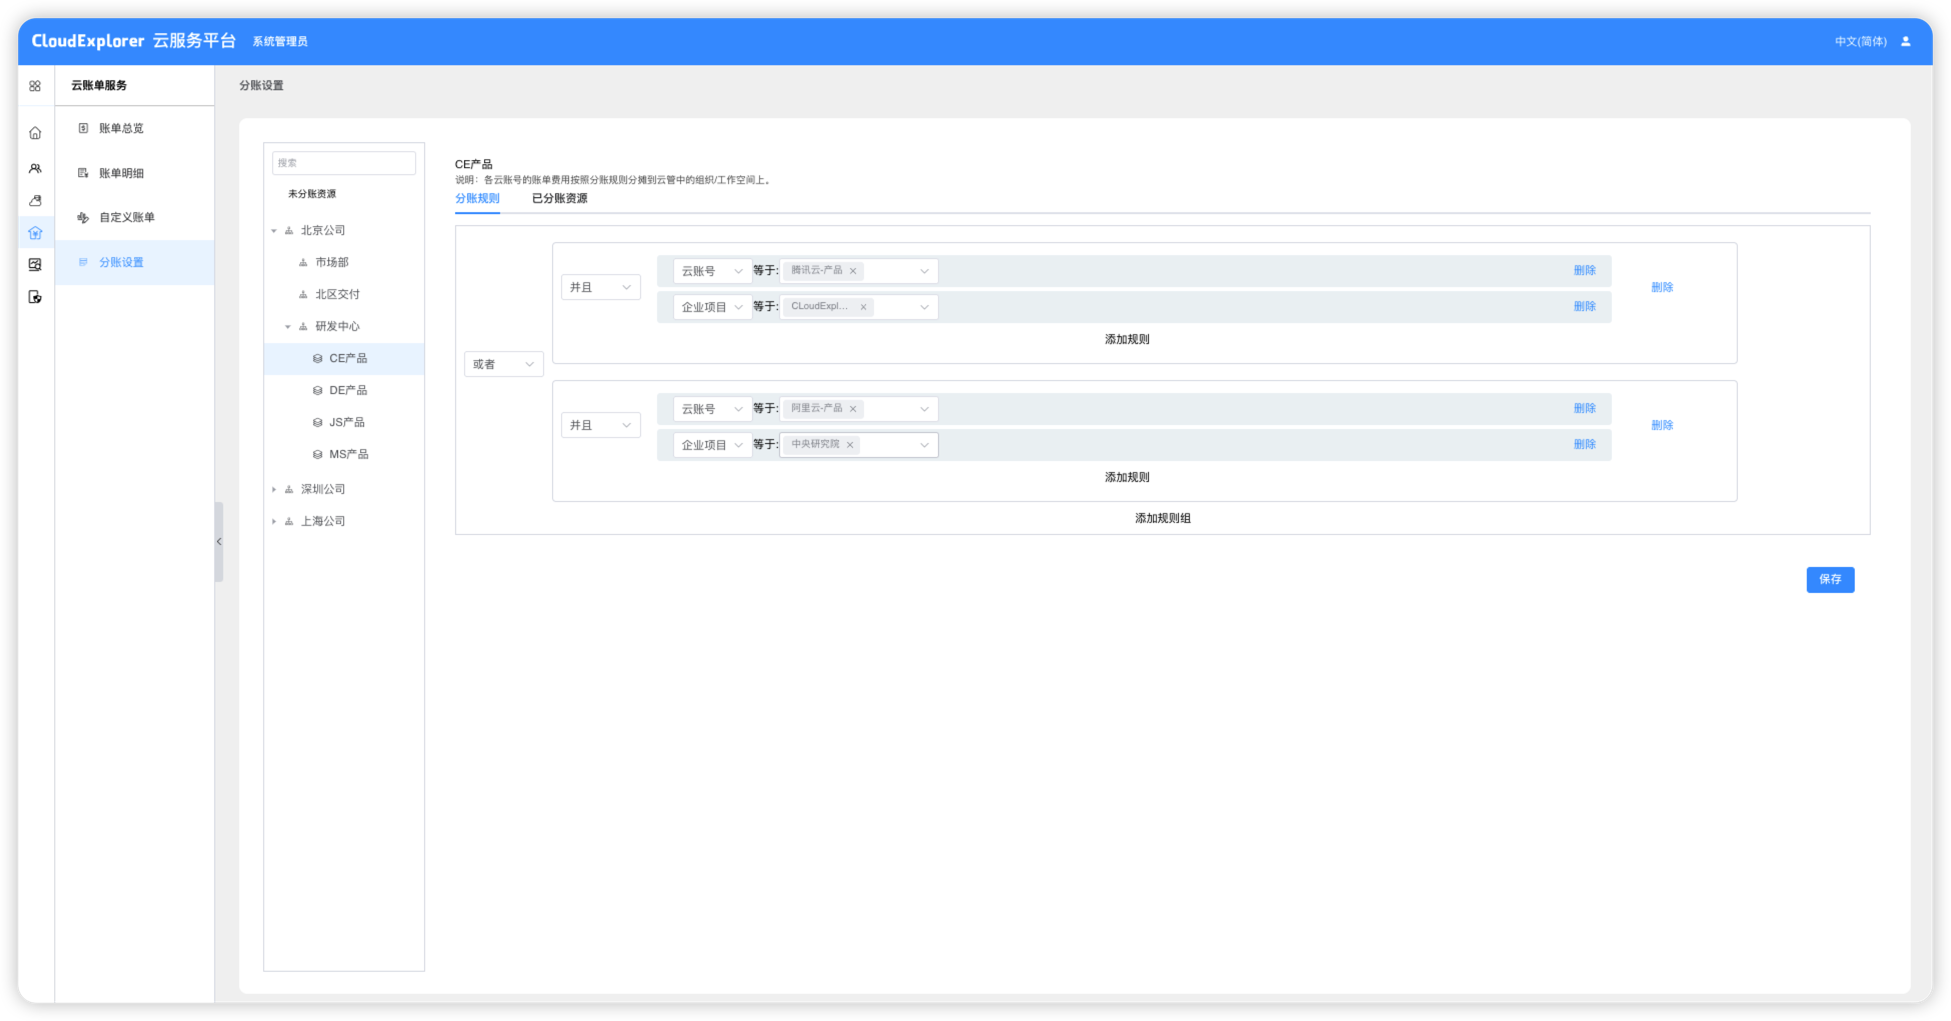 CloudExplorer 云服务平台 系统管理员 中文(简体)
云账单服务
账单总览
账单明细
自定义账单
分账设置
分账设置
搜索
未分账资源
北京公司
市场部
北区交付
研发中心
CE产品
DE产品
JS产品
MS产品
深圳公司
上海公司
CE产品
说明：各云账号的账单费用按照分账规则分摊到云管中的组织/工作空间上。
分账规则 已分账资源
或者
并且
云账号 等于: 腾讯云-产品 删除
企业项目 等于: CLoudExpl... 删除
添加规则
删除
并且
云账号 等于: 阿里云-产品 删除
企业项目 等于: 中央研究院 删除
添加规则
删除
添加规则组
保存